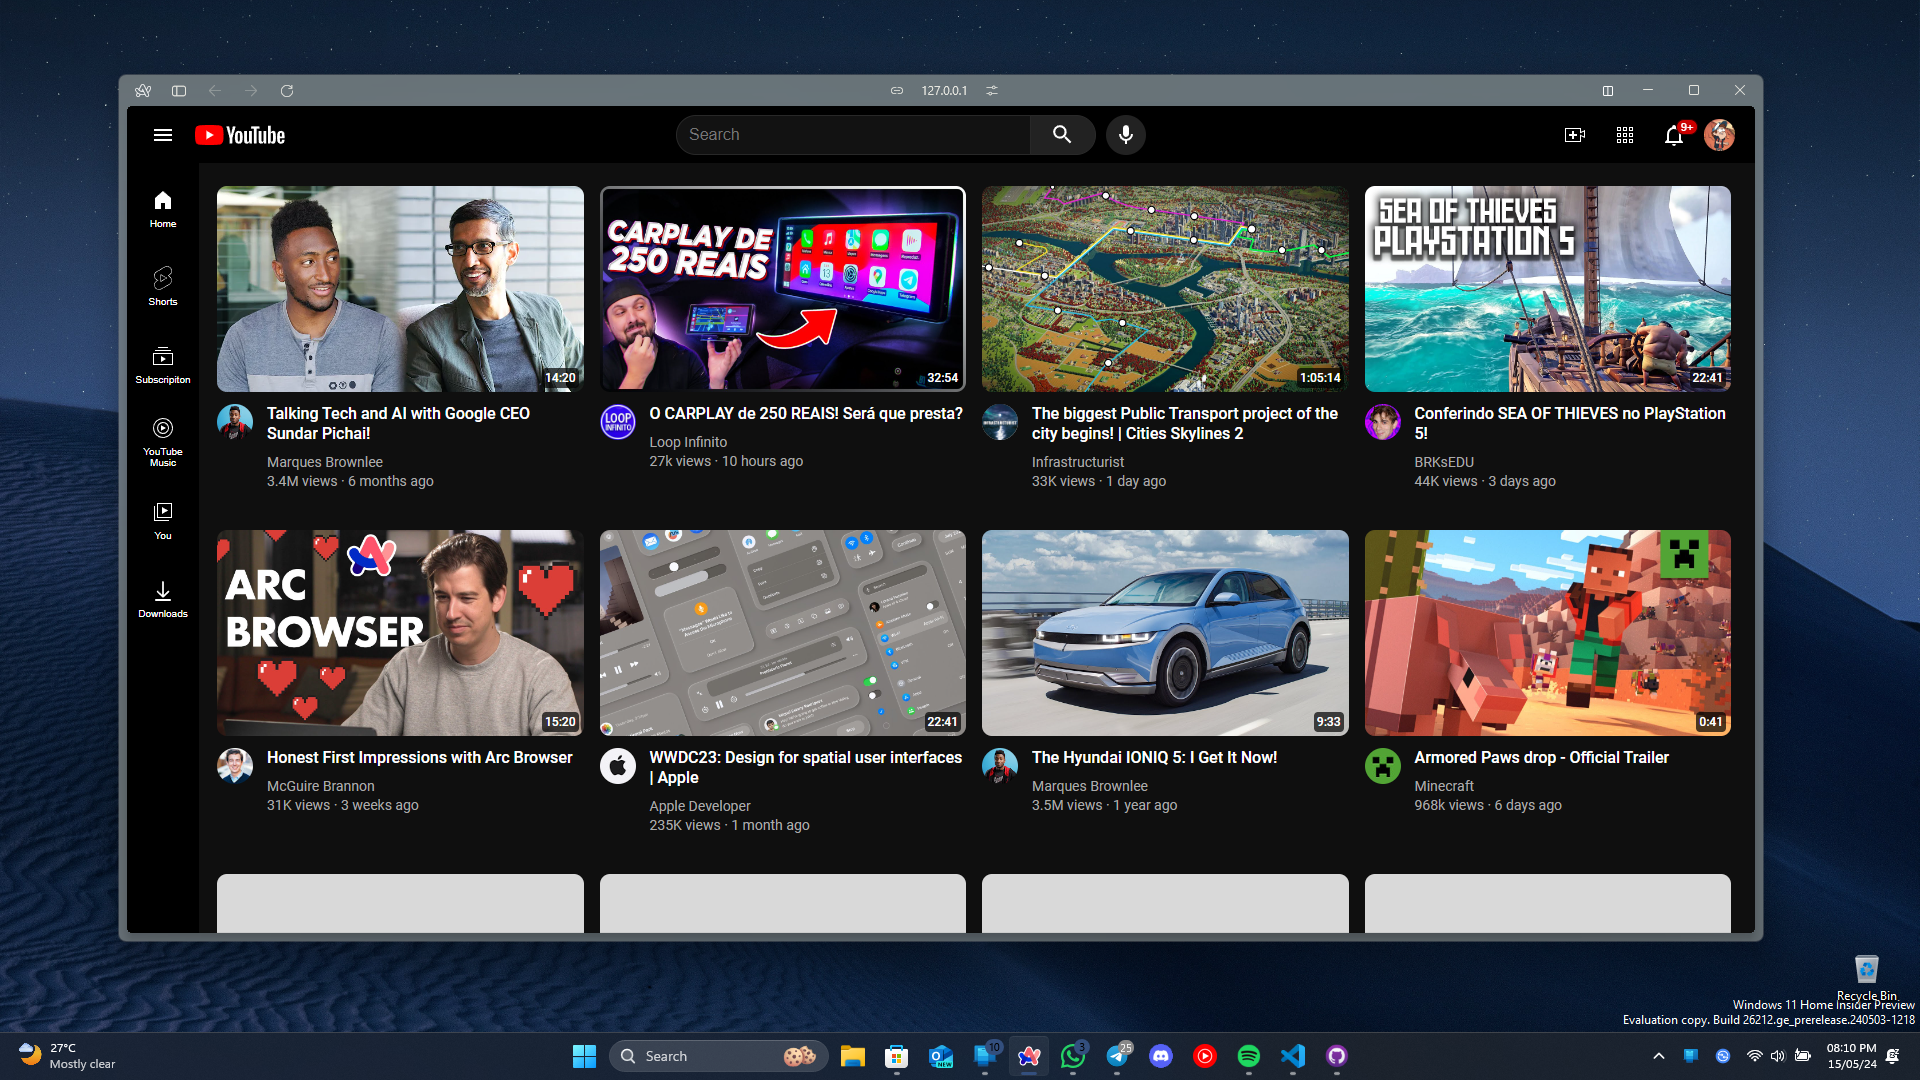 127.0.0.1
YouTube
Search
9+
Home
Shorts
Subscripiton
YouTube
Music
You
Downloads
14:20
Talking Tech and AI with Google CEO
Sundar Pichai!
Marques Brownlee
3.4M views · 6 months ago
CARPLAY DE
250 REAIS
32:54
LOOP
INFINITO
O CARPLAY de 250 REAIS! Será que presta?
Loop Infinito
27k views · 10 hours ago
1:05:14
The biggest Public Transport project of the
city begins! | Cities Skylines 2
Infrastructurist
33K views · 1 day ago
SEA OF THIEVES
PLAYSTATION 5
22:41
Conferindo SEA OF THIEVES no PlayStation
5!
BRKsEDU
44K views · 3 days ago
ARC
BROWSER
15:20
Honest First Impressions with Arc Browser
McGuire Brannon
31K views · 3 weeks ago
22:41
WWDC23: Design for spatial user interfaces
| Apple
Apple Developer
235K views · 1 month ago
9:33
The Hyundai IONIQ 5: I Get It Now!
Marques Brownlee
3.5M views · 1 year ago
0:41
Armored Paws drop - Official Trailer
Minecraft
968k views · 6 days ago
Recycle Bin
Windows 11 Home Insider Preview
Evaluation copy. Build 26212.ge_prerelease.240503-1218
27°C
Mostly clear
Search
NEW
10
3
25
08:10 PM
15/05/24